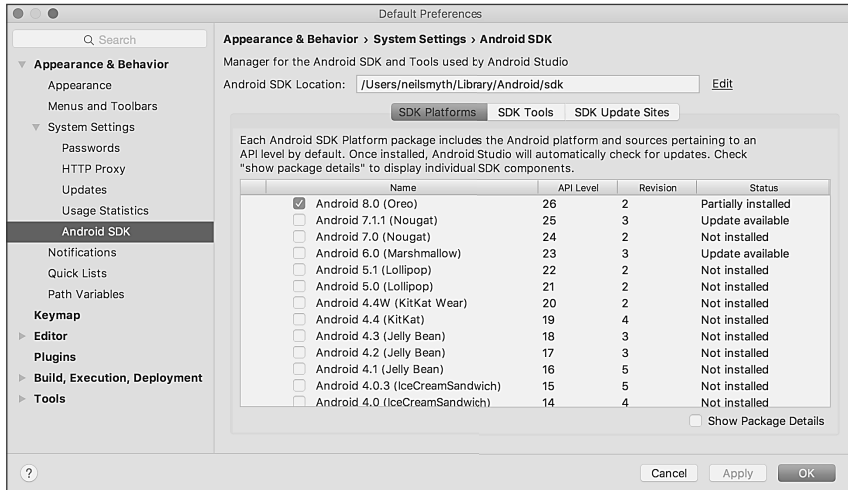 Default Preferences
Search
Appearance & Behavior
Appearance
Menus and Toolbars
System Settings
Passwords
HTTP Proxy
Updates
Usage Statistics
Android SDK
Notifications
Quick Lists
Path Variables
Keymap
Editor
Plugins
Build, Execution, Deployment
Tools
Appearance & Behavior › System Settings › Android SDK
Manager for the Android SDK and Tools used by Android Studio
Android SDK Location: /Users/neilsmyth/Library/Android/sdk Edit
SDK Platforms SDK Tools SDK Update Sites
Each Android SDK Platform package includes the Android platform and sources pertaining to an
API level by default. Once installed, Android Studio will automatically check for updates. Check
"show package details" to display individual SDK components.
Name API Level Revision Status
Android 8.0 (Oreo) 26 2 Partially installed
Android 7.1.1 (Nougat) 25 3 Update available
Android 7.0 (Nougat) 24 2 Not installed
Android 6.0 (Marshmallow) 23 3 Update available
Android 5.1 (Lollipop) 22 2 Not installed
Android 5.0 (Lollipop) 21 2 Not installed
Android 4.4W (KitKat Wear) 20 2 Not installed
Android 4.4 (KitKat) 19 4 Not installed
Android 4.3 (Jelly Bean) 18 3 Not installed
Android 4.2 (Jelly Bean) 17 3 Not installed
Android 4.1 (Jelly Bean) 16 5 Not installed
Android 4.0.3 (IceCreamSandwich) 15 5 Not installed
Android 4.0 (IceCreamSandwich) 14 4 Not installed
Show Package Details
?
Cancel Apply OK